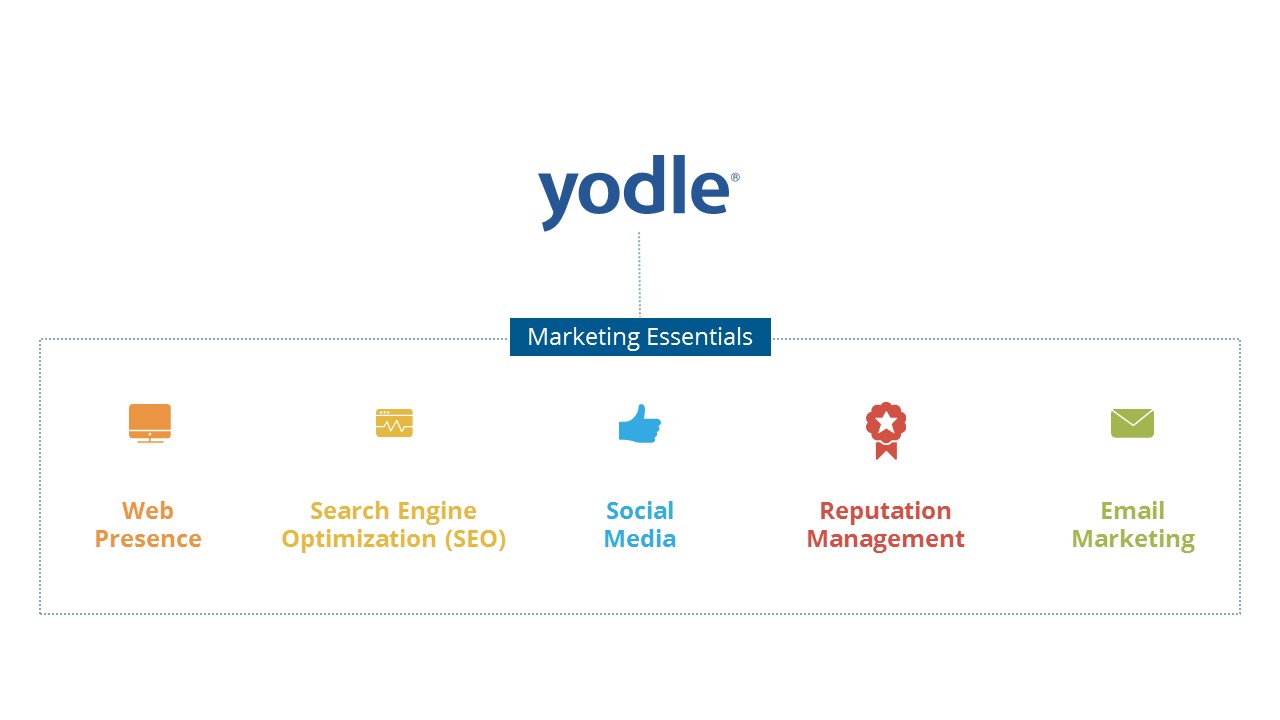 yodle®
Marketing Essentials
Web
Presence
Search Engine
Optimization (SEO)
Social
Media
Reputation
Management
Email
Marketing